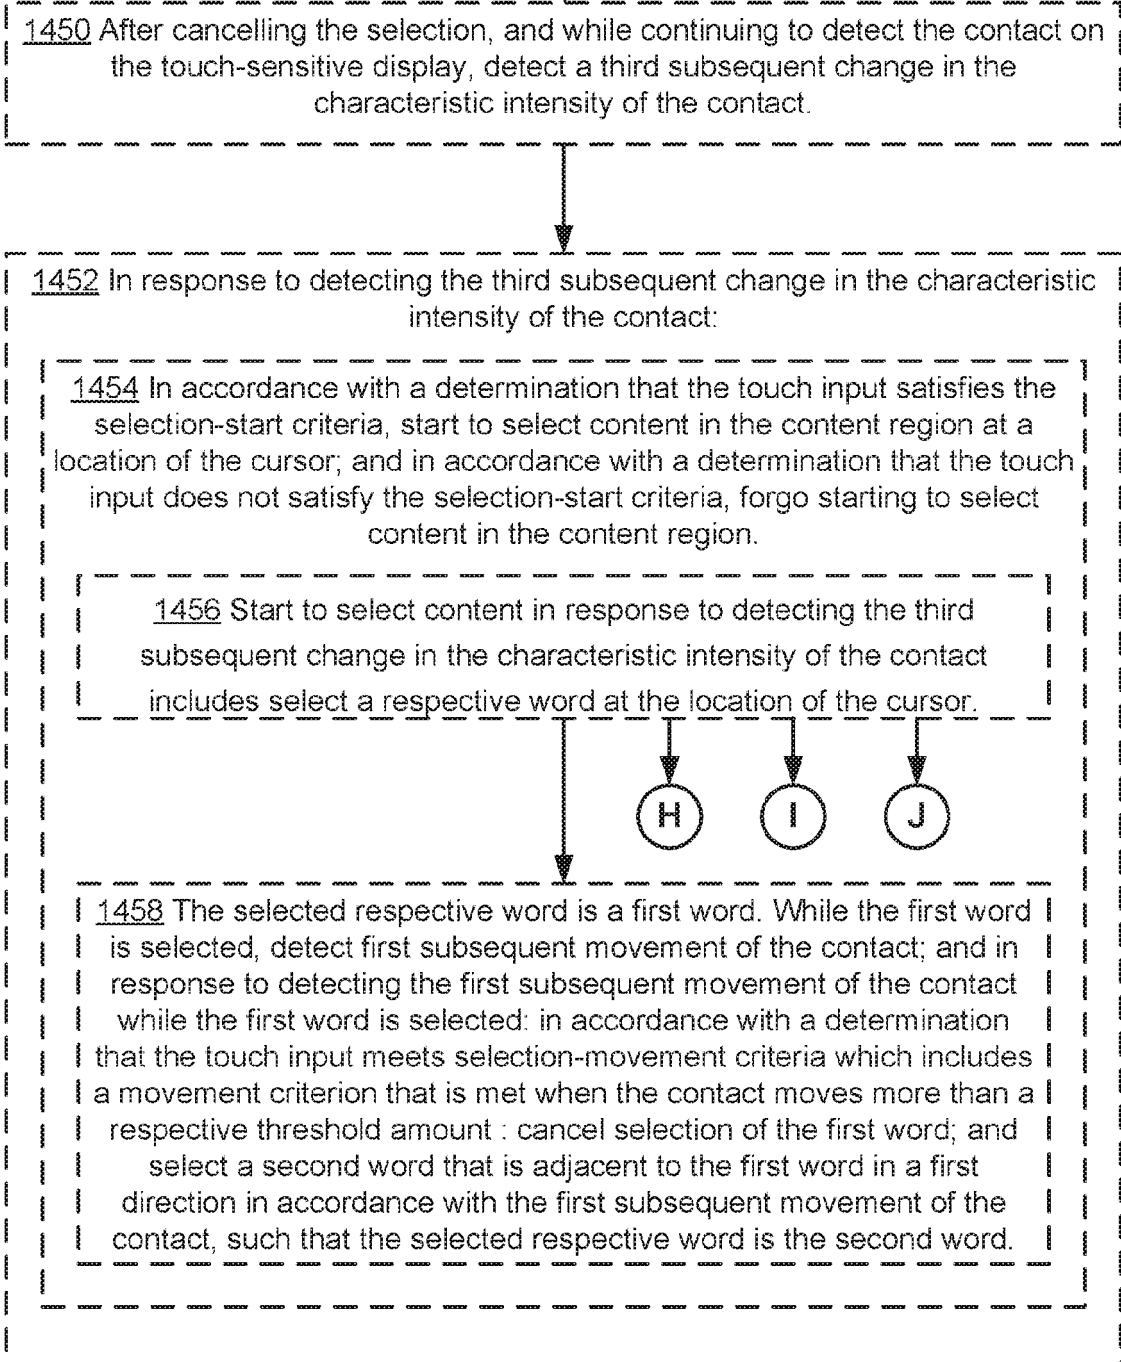 1450 After cancelling the selection, and while continuing to detect the contact on
the touch-sensitive display, detect a third subsequent change in the
characteristic intensity of the contact.
1452 In response to detecting the third subsequent change in the characteristic
intensity of the contact:
1454 In accordance with a determination that the touch input satisfies the
selection-start criteria, start to select content in the content region at a
location of the cursor; and in accordance with a determination that the touch
input does not satisfy the selection-start criteria, forgo starting to select
content in the content region.
1456 Start to select content in response to detecting the third
subsequent change in the characteristic intensity of the contact
includes select a respective word at the location of the cursor.
H I J
1458 The selected respective word is a first word. While the first word
is selected, detect first subsequent movement of the contact; and in
response to detecting the first subsequent movement of the contact
while the first word is selected: in accordance with a determination
that the touch input meets selection-movement criteria which includes
a movement criterion that is met when the contact moves more than a
respective threshold amount : cancel selection of the first word; and
select a second word that is adjacent to the first word in a first
direction in accordance with the first subsequent movement of the
contact, such that the selected respective word is the second word.